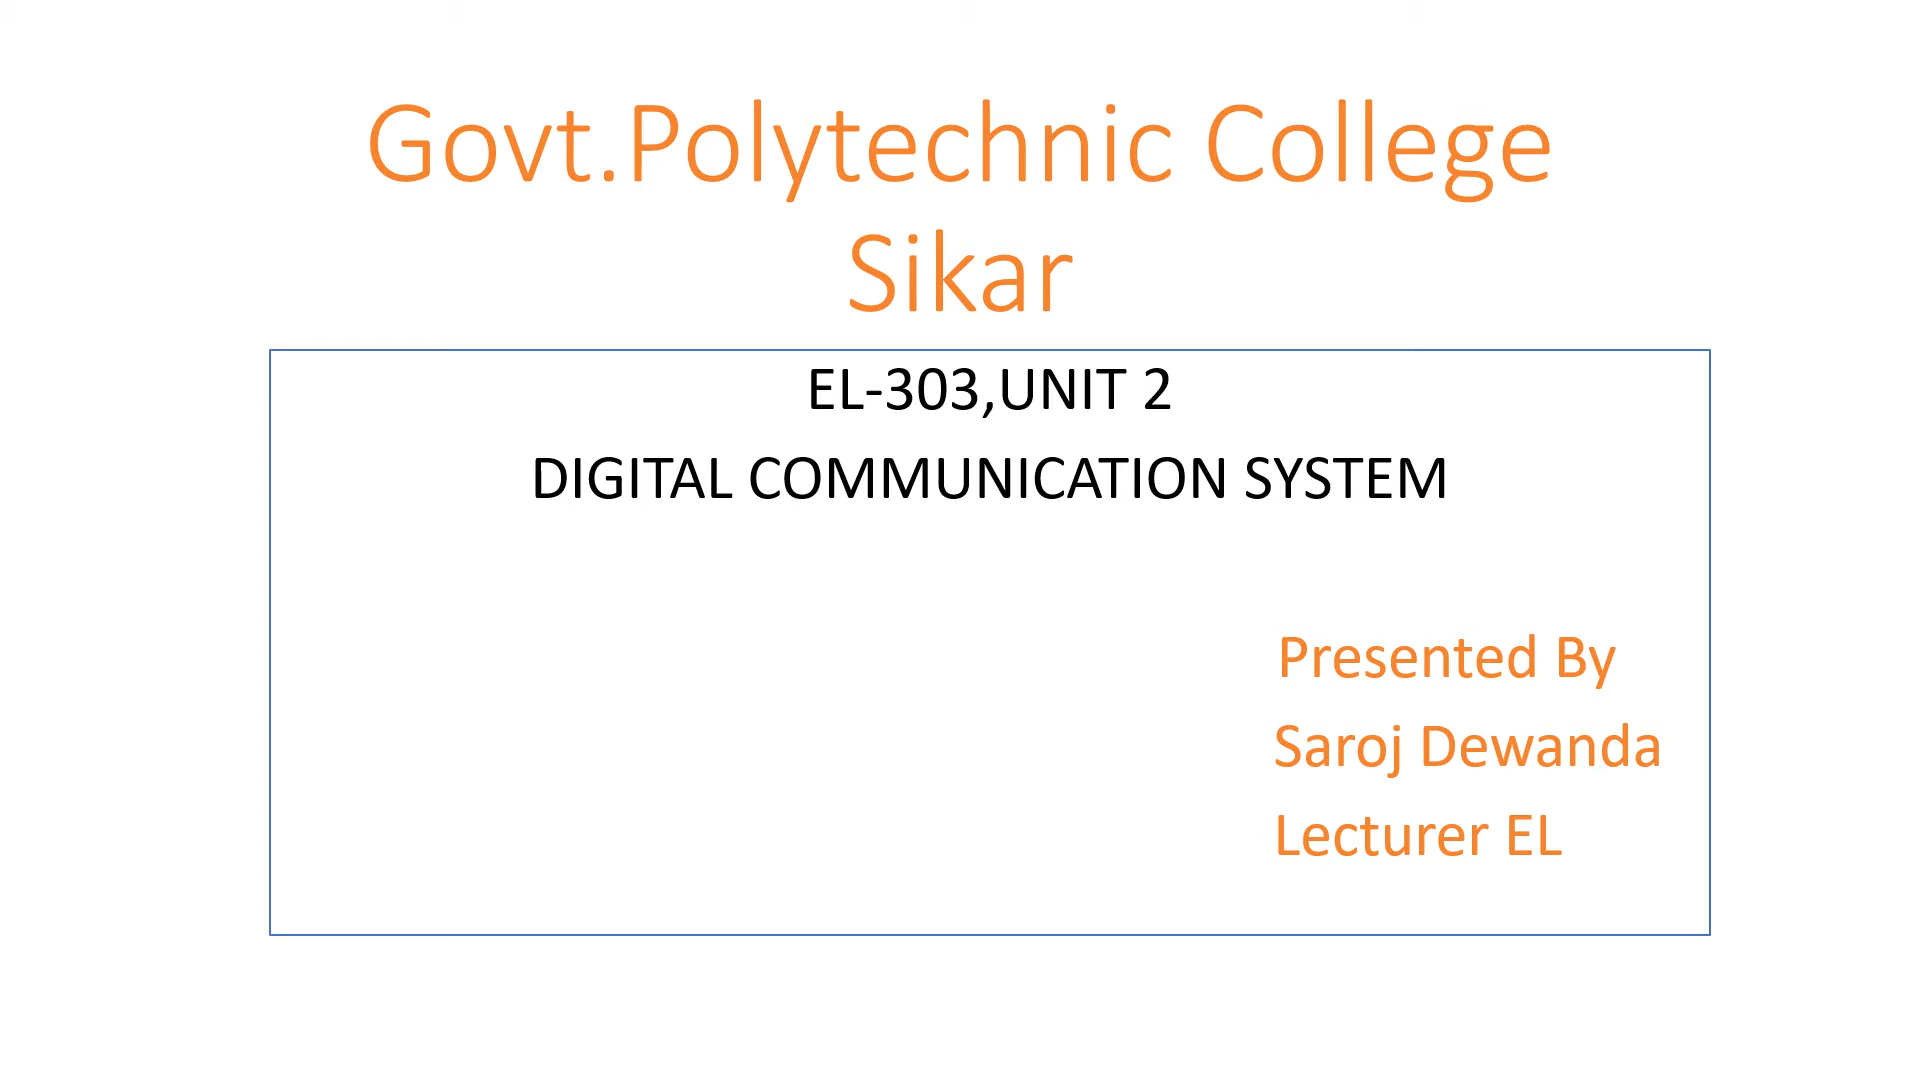 Govt.Polytechnic College
Sikar
EL-303,UNIT 2
DIGITAL COMMUNICATION SYSTEM
Presented By
Saroj Dewanda
Lecturer EL